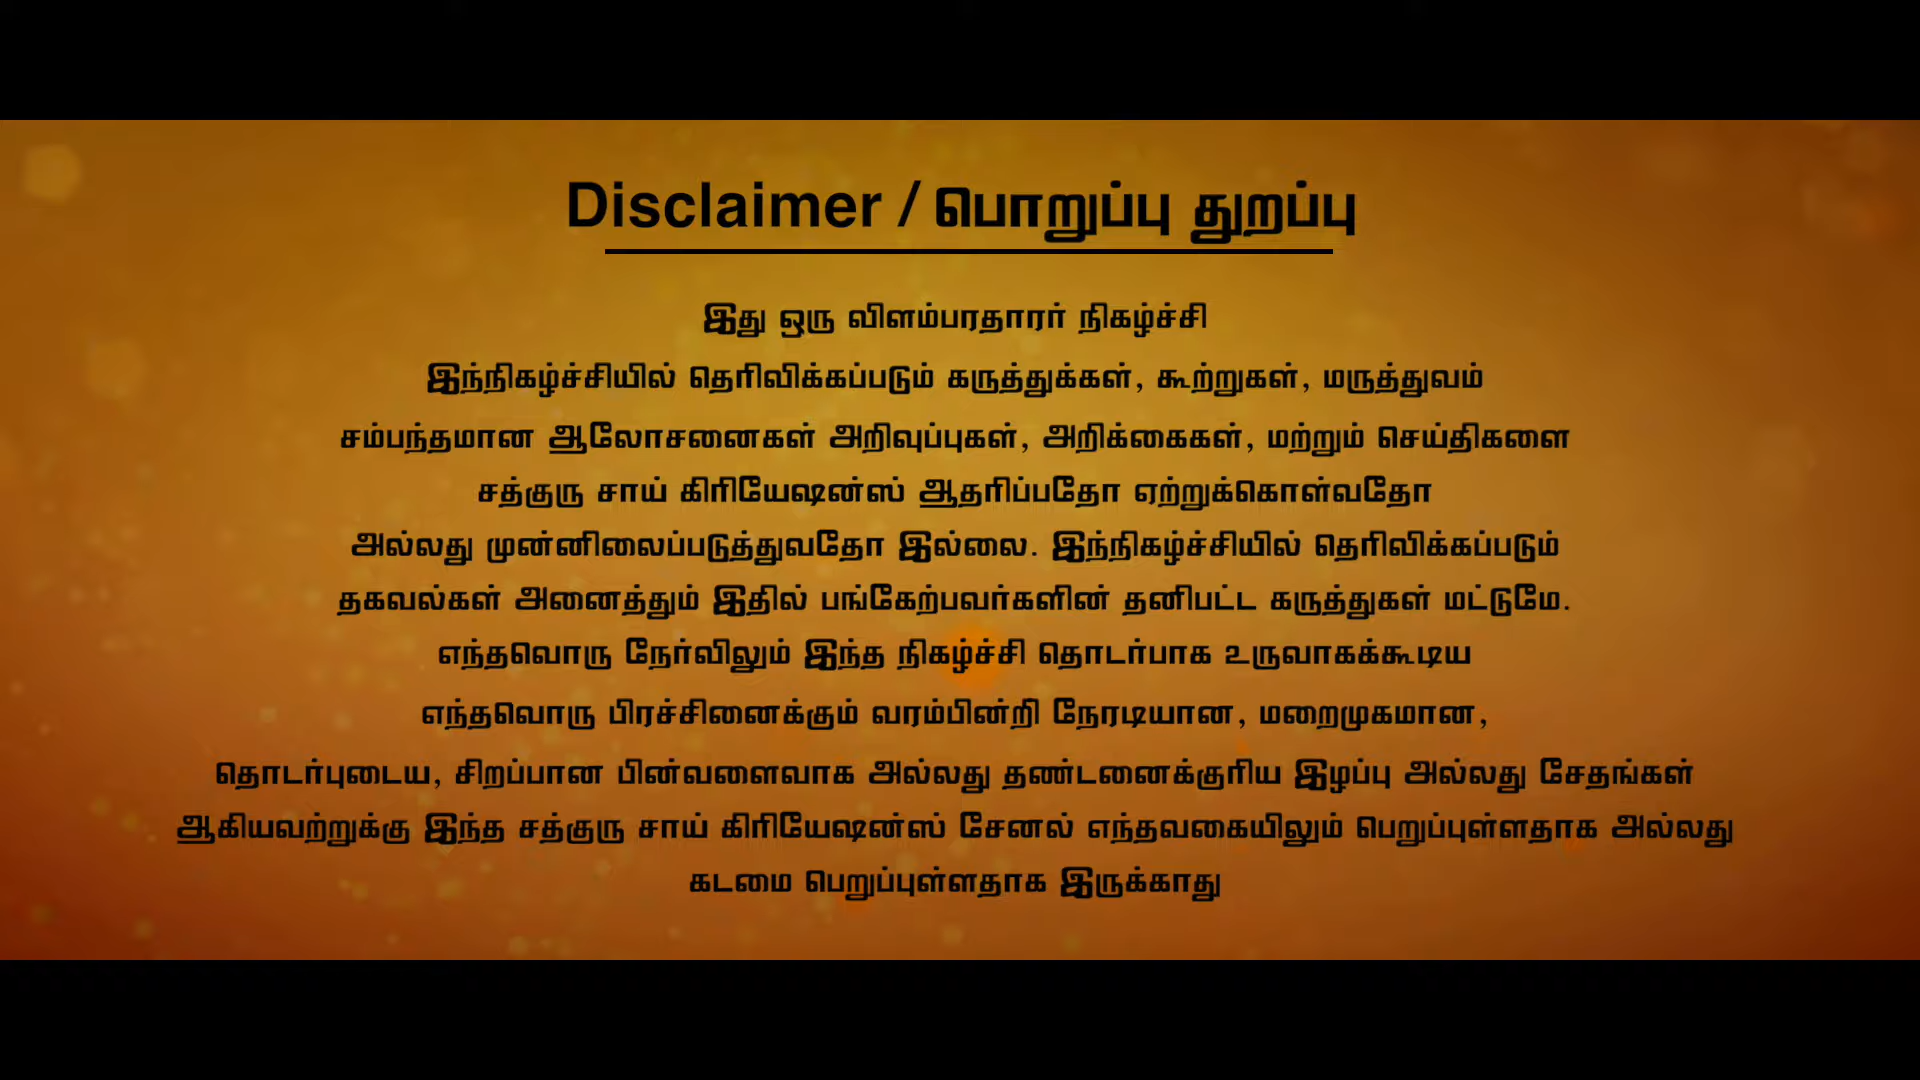 Disclaimer / பொறுப்பு துறப்பு
இது ஒரு விளம்பரதாரர் நிகழ்ச்சி
இந்நிகழ்ச்சியில் தெரிவிக்கப்படும் கருத்துக்கள், கூற்றுகள், மருத்துவம்
சம்பந்தமான ஆலோசனைகள் அறிவுப்புகள், அறிக்கைகள், மற்றும் செய்திகளை
சத்குரு சாய் கிரியேஷன்ஸ் ஆதரிப்பதோ ஏற்றுக்கொள்வதோ
அல்லது முன்னிலைப்படுத்துவதோ இல்லை. இந்நிகழ்ச்சியில் தெரிவிக்கப்படும்
தகவல்கள் அனைத்தும் இதில் பங்கேற்பவர்களின் தனிபட்ட கருத்துகள் மட்டுமே.
எந்தவொரு நேர்விலும் இந்த நிகழ்ச்சி தொடர்பாக உருவாகக்கூடிய
எந்தவொரு பிரச்சினைக்கும் வரம்பின்றி நேரடியான, மறைமுகமான,
தொடர்புடைய, சிறப்பான பின்வளைவாக அல்லது தண்டனைக்குரிய இழப்பு அல்லது சேதங்கள்
ஆகியவற்றுக்கு இந்த சத்குரு சாய் கிரியேஷன்ஸ் சேனல் எந்தவகையிலும் பெறுப்புள்ளதாக அல்லது
கடமை பெறுப்புள்ளதாக இருக்காது